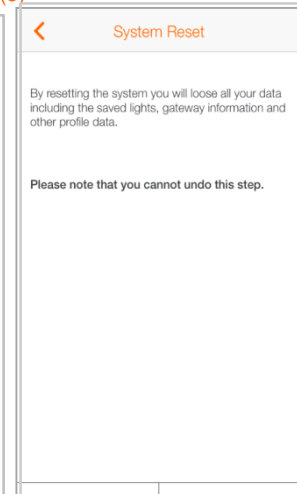 System Reset
By resetting the system you will loose all your data
including the saved lights, gateway information and
other profile data.
Please note that you cannot undo this step.